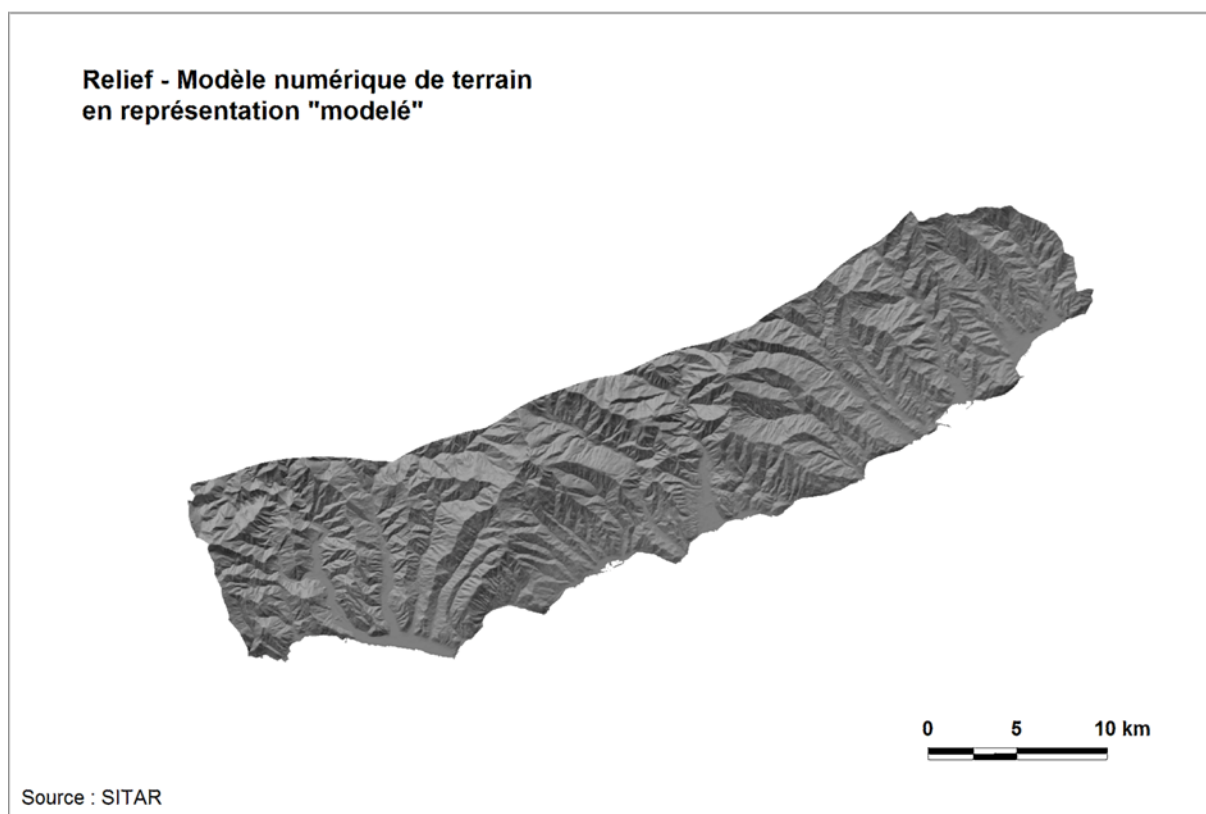 Relief - Modèle numérique de terrain
en représentation "modelé"
0 5 10 km
Source : SITAR